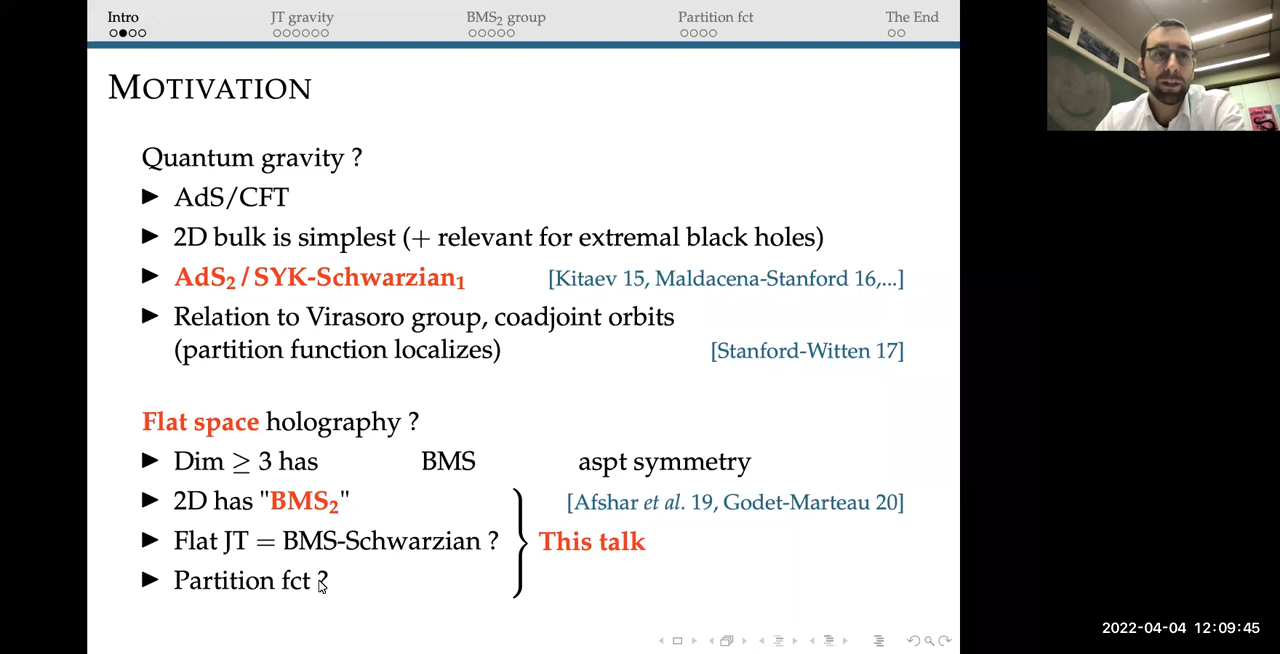 Intro JT gravity BMS₂ group Partition fct The End
MOTIVATION
Quantum gravity ?
► AdS/CFT
► 2D bulk is simplest (+ relevant for extremal black holes)
► AdS₂ / SYK-Schwarzian₁ [Kitaev 15, Maldacena-Stanford 16,...]
► Relation to Virasoro group, coadjoint orbits
(partition function localizes) [Stanford-Witten 17]
Flat space holography ?
► Dim ≥ 3 has BMS aspt symmetry
► 2D has "BMS₂" [Afshar et al. 19, Godet-Marteau 20]
► Flat JT = BMS-Schwarzian ? This talk
► Partition fct ?
2022-04-04 12:09:45